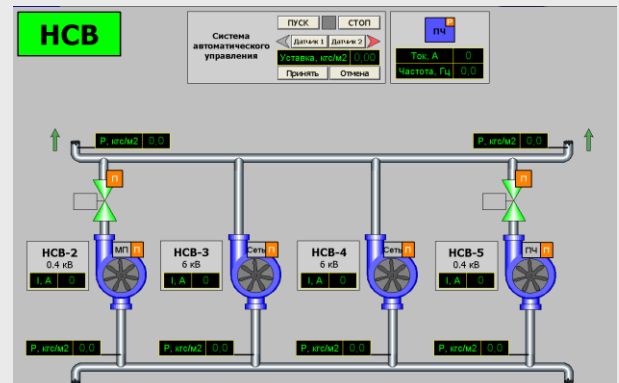 НСВ
Система
автоматического
управления
ПУСК СТОП
Датчик 1 Датчик 2
Уставка, кгс/м2 0,00
Принять Отмена
Р
ПЧ
Ток, А 0
Частота, Гц 0,0
Р, кгс/м2 0,0
Р, кгс/м2 0,0
П
П
НСВ-2
0.4 кВ
I, А 0
МП П
НСВ-3
6 кВ
I, А 0
Сеть П
НСВ-4
6 кВ
I, А 0
Сеть П
НСВ-5
0.4 кВ
I, А 0
ПЧ П
Р, кгс/м2 0,0
Р, кгс/м2 0,0
Р, кгс/м2 0,0
Р, кгс/м2 0,0